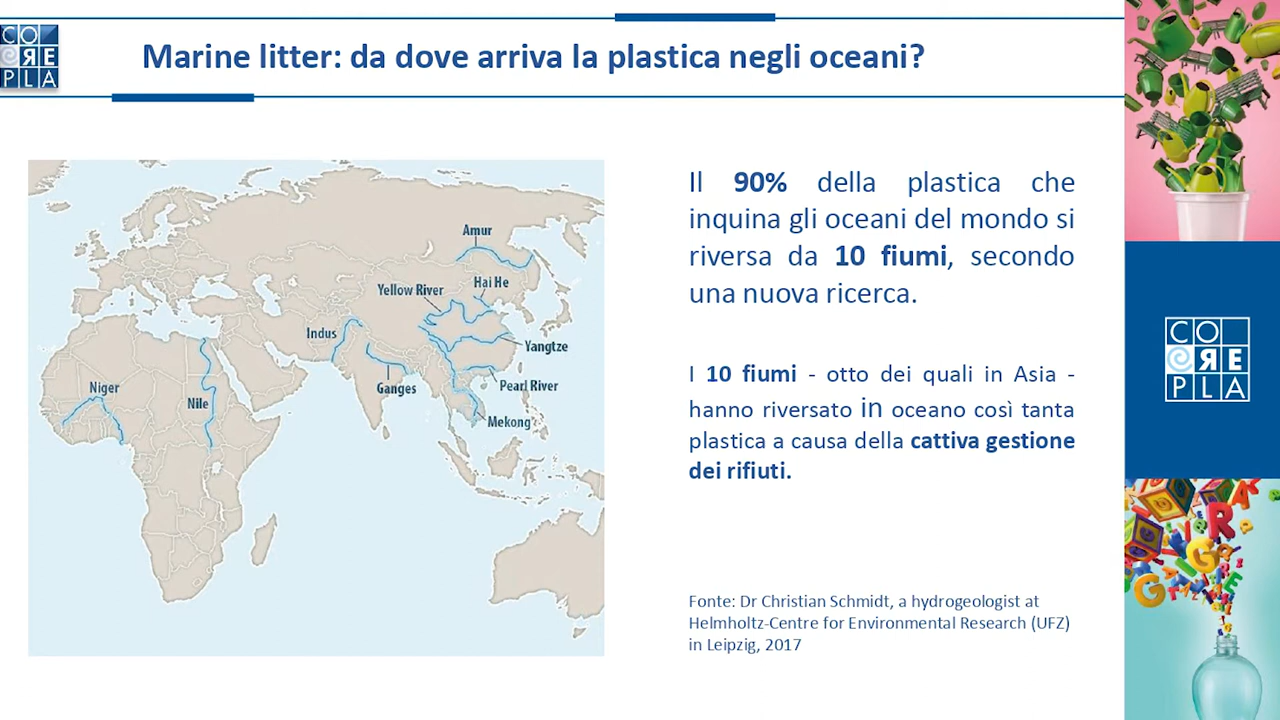 CO
RE
PLA
Marine litter: da dove arriva la plastica negli oceani?
Amur
Hai He
Yellow River
Indus
Yangtze
Niger
Nile
Ganges
Pearl River
Mekong
Il 90% della plastica che
inquina gli oceani del mondo si
riversa da 10 fiumi, secondo
una nuova ricerca.
I 10 fiumi - otto dei quali in Asia -
hanno riversato in oceano così tanta
plastica a causa della cattiva gestione
dei rifiuti.
Fonte: Dr Christian Schmidt, a hydrogeologist at
Helmholtz-Centre for Environmental Research (UFZ)
in Leipzig, 2017
CO
RE
PLA